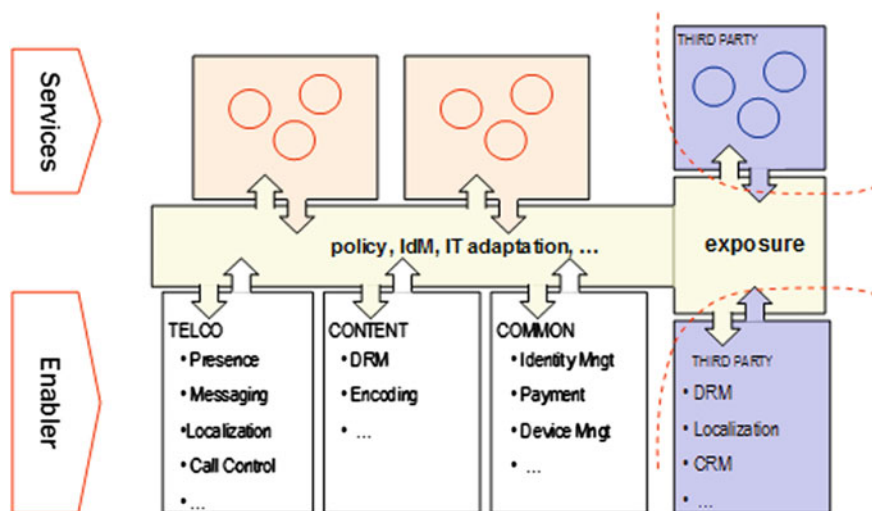 Services
THIRD PARTY
policy, IdM, IT adaptation, ...
exposure
Enabler
TELCO
• Presence
• Messaging
• Localization
• Call Control
• ...
CONTENT
• DRM
• Encoding
• ...
COMMON
• Identity Mngt
• Payment
• Device Mngt
• ...
THIRD PARTY
• DRM
• Localization
• CRM
• ...